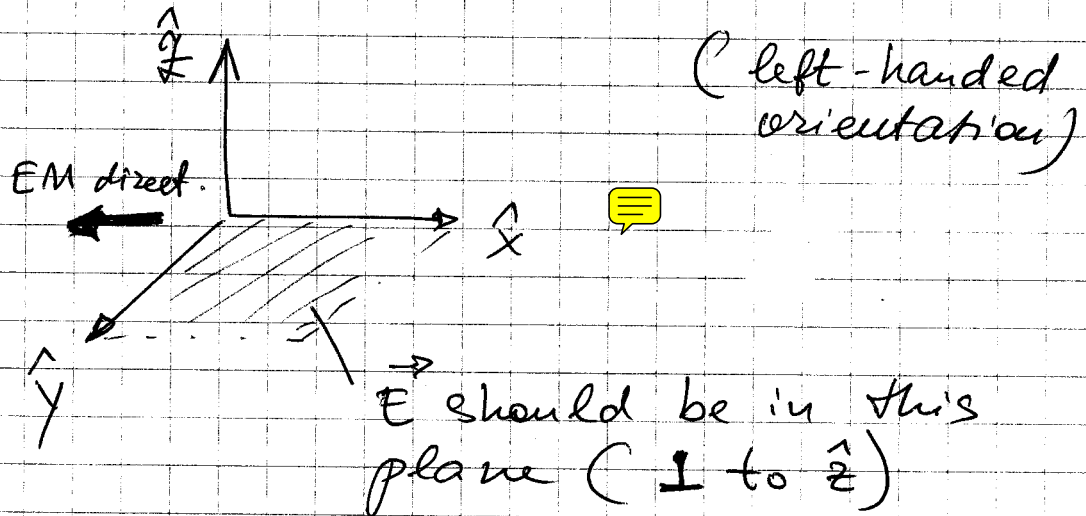 ẑ
(left-handed
orientation)
EM direct.
x̂
ŷ
E⃗ should be in this
plane (⊥ to ẑ)